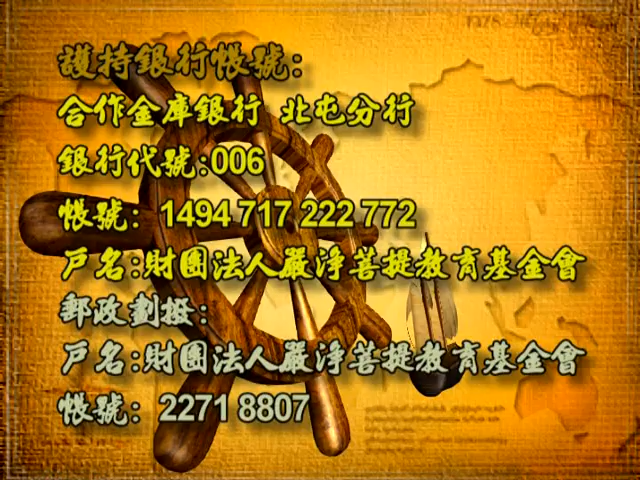 護持銀行帳號:
合作金庫銀行 北屯分行
銀行代號:006
帳號: 1494 717 222 772
戶名:財團法人嚴淨菩提教育基金會
郵政劃撥:
戶名:財團法人嚴淨菩提教育基金會
帳號: 2271 8807